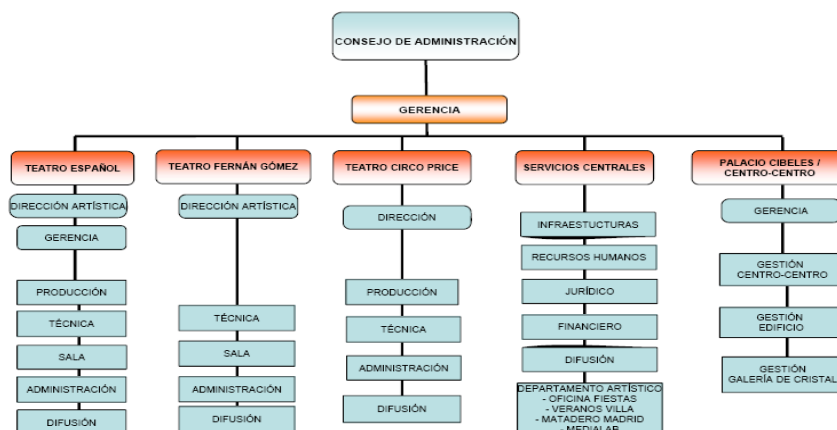 CONSEJO DE ADMINISTRACIÓN
GERENCIA
TEATRO ESPAÑOL
DIRECCIÓN ARTÍSTICA
GERENCIA
PRODUCCIÓN
TÉCNICA
SALA
ADMINISTRACIÓN
DIFUSIÓN
TEATRO FERNÁN GÓMEZ
DIRECCIÓN ARTÍSTICA
TÉCNICA
SALA
ADMINISTRACIÓN
DIFUSIÓN
TEATRO CIRCO PRICE
DIRECCIÓN
PRODUCCIÓN
TÉCNICA
ADMINISTRACIÓN
DIFUSIÓN
SERVICIOS CENTRALES
INFRAESTUCTURAS
RECURSOS HUMANOS
JURÍDICO
FINANCIERO
DIFUSIÓN
DEPARTAMENTO ARTÍSTICO
- OFICINA FIESTAS
- VERANOS VILLA
- MATADERO MADRID
- MEDIALAB
PALACIO CIBELES /
CENTRO-CENTRO
GERENCIA
GESTIÓN
CENTRO-CENTRO
GESTIÓN
EDIFICIO
GESTIÓN
GALERÍA DE CRISTAL